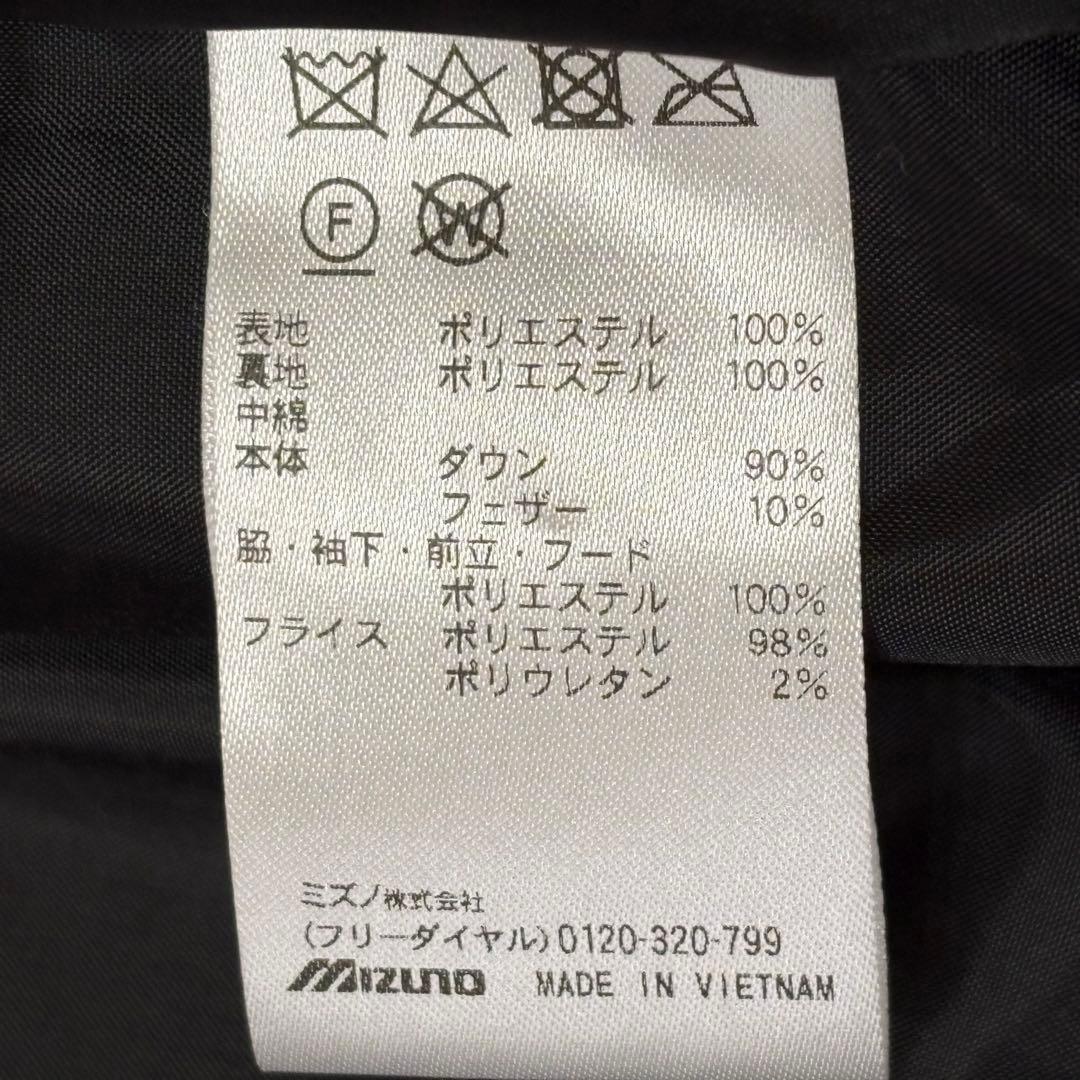 F W
表地 ポリエステル 100%
裏地 ポリエステル 100%
中綿
本体 ダウン 90%
フェザー 10%
脇・袖下・前立・フード
ポリエステル 100%
フライス ポリエステル 98%
ポリウレタン 2%
ミズノ株式会社
(フリーダイヤル)0120-320-799
MIZUNO MADE IN VIETNAM